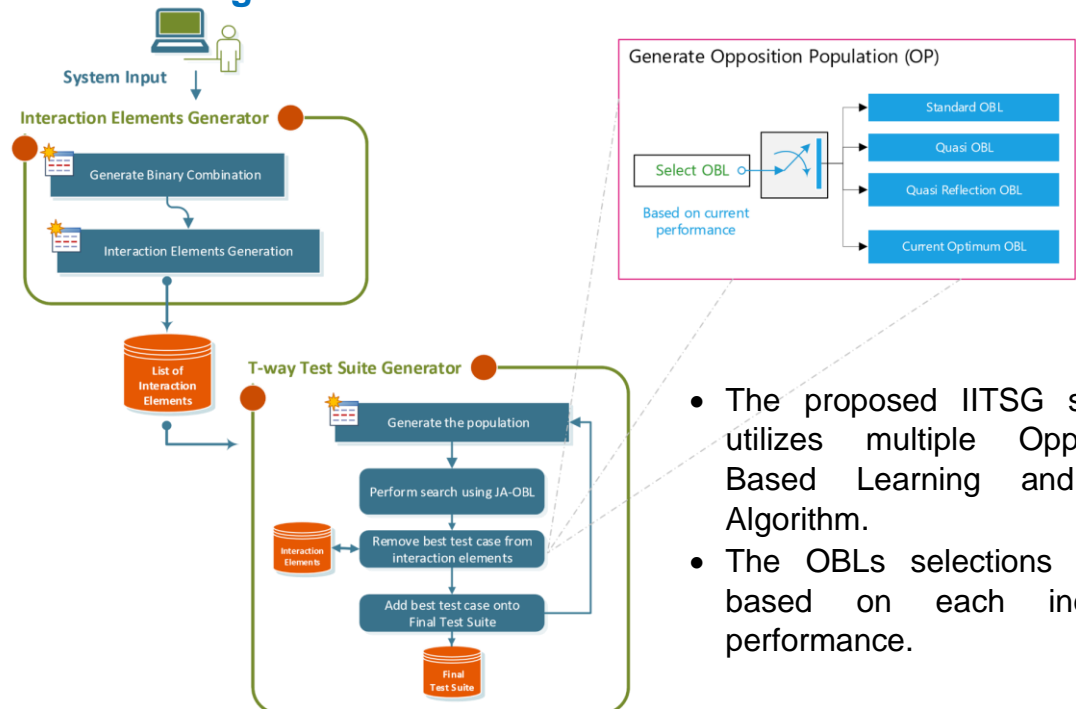 System Input
Interaction Elements Generator
Generate Binary Combination
Interaction Elements Generation
List of
Interaction
Elements
T-way Test Suite Generator
Generate the population
Perform search using JA-OBL
Interaction
Elements
Remove best test case from
interaction elements
Add best test case onto
Final Test Suite
Final
Test Suite
Generate Opposition Population (OP)
Select OBL
Based on current
performance
Standard OBL
Quasi OBL
Quasi Reflection OBL
Current Optimum OBL
• The proposed IITSG
utilizes multiple
Based Learning and
Algorithm.
• The OBLs selections
based on each
performance.